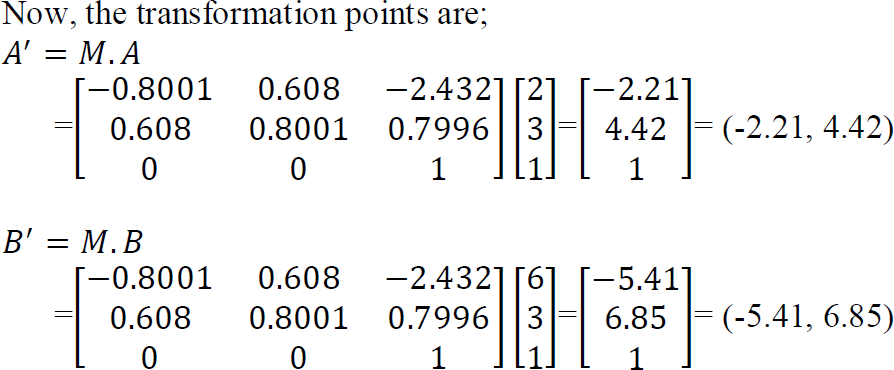 Now, the transformation points are;
A′ = M.A
=[−0.8001 0.608 −2.432][2] [−2.21]
0.608 0.8001 0.7996 3 = 4.42 = (-2.21, 4.42)
0 0 1 1 1
B′ = M.B
=[−0.8001 0.608 −2.432][6] [−5.41]
0.608 0.8001 0.7996 3 = 6.85 = (-5.41, 6.85)
0 0 1 1 1